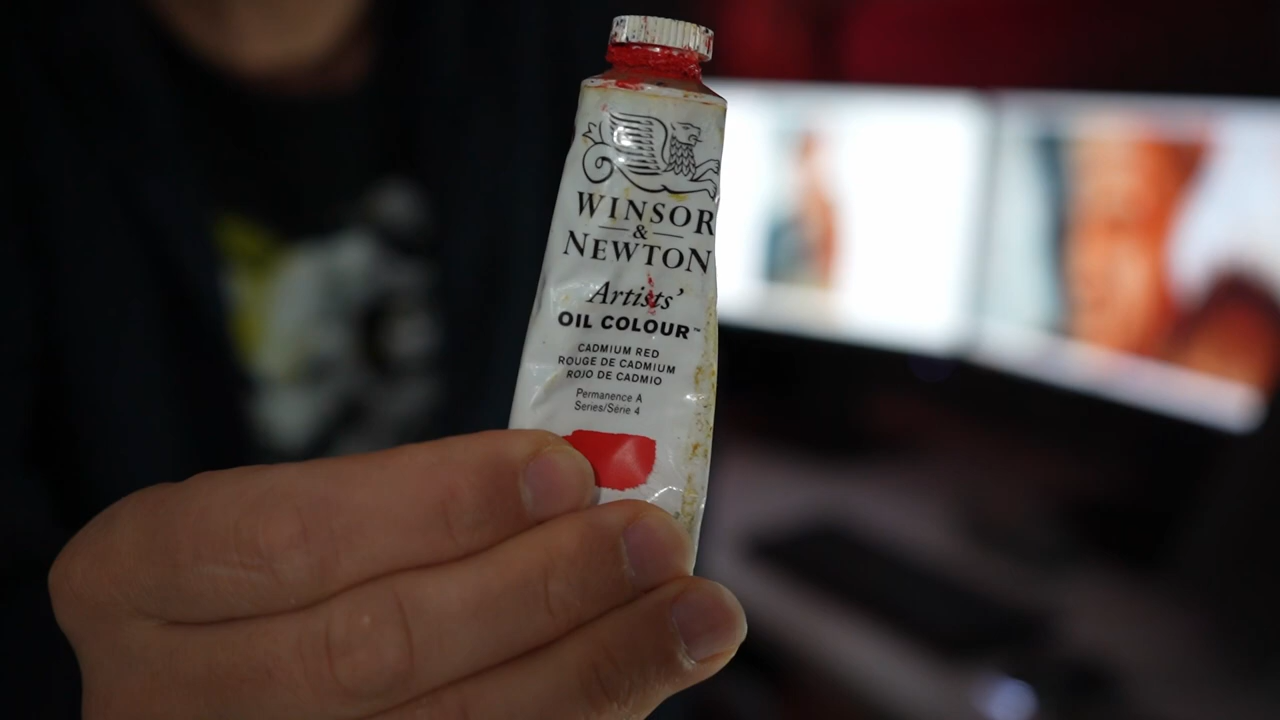 WINSOR
&
NEWTON
Artists'
OIL COLOUR™
CADMIUM RED
ROUGE DE CADMIUM
ROJO DE CADMIO
Permanence A
Series/Série 4